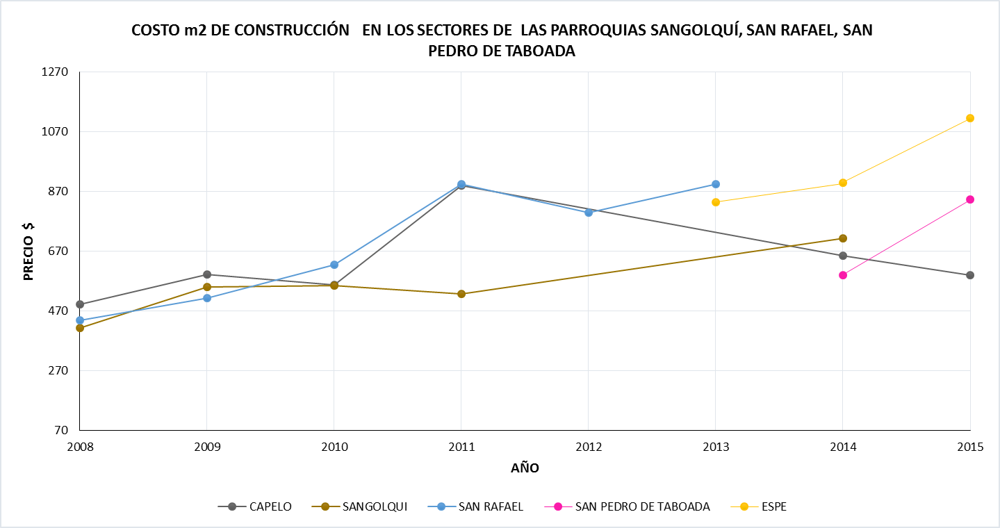 COSTO m2 DE CONSTRUCCIÓN EN LOS SECTORES DE LAS PARROQUIAS SANGOLQUÍ, SAN RAFAEL, SAN
PEDRO DE TABOADA
PRECIO $
1270
1070
870
670
470
270
70
2008 2009 2010 2011 2012 2013 2014 2015
AÑO
CAPELO SANGOLQUI SAN RAFAEL SAN PEDRO DE TABOADA ESPE